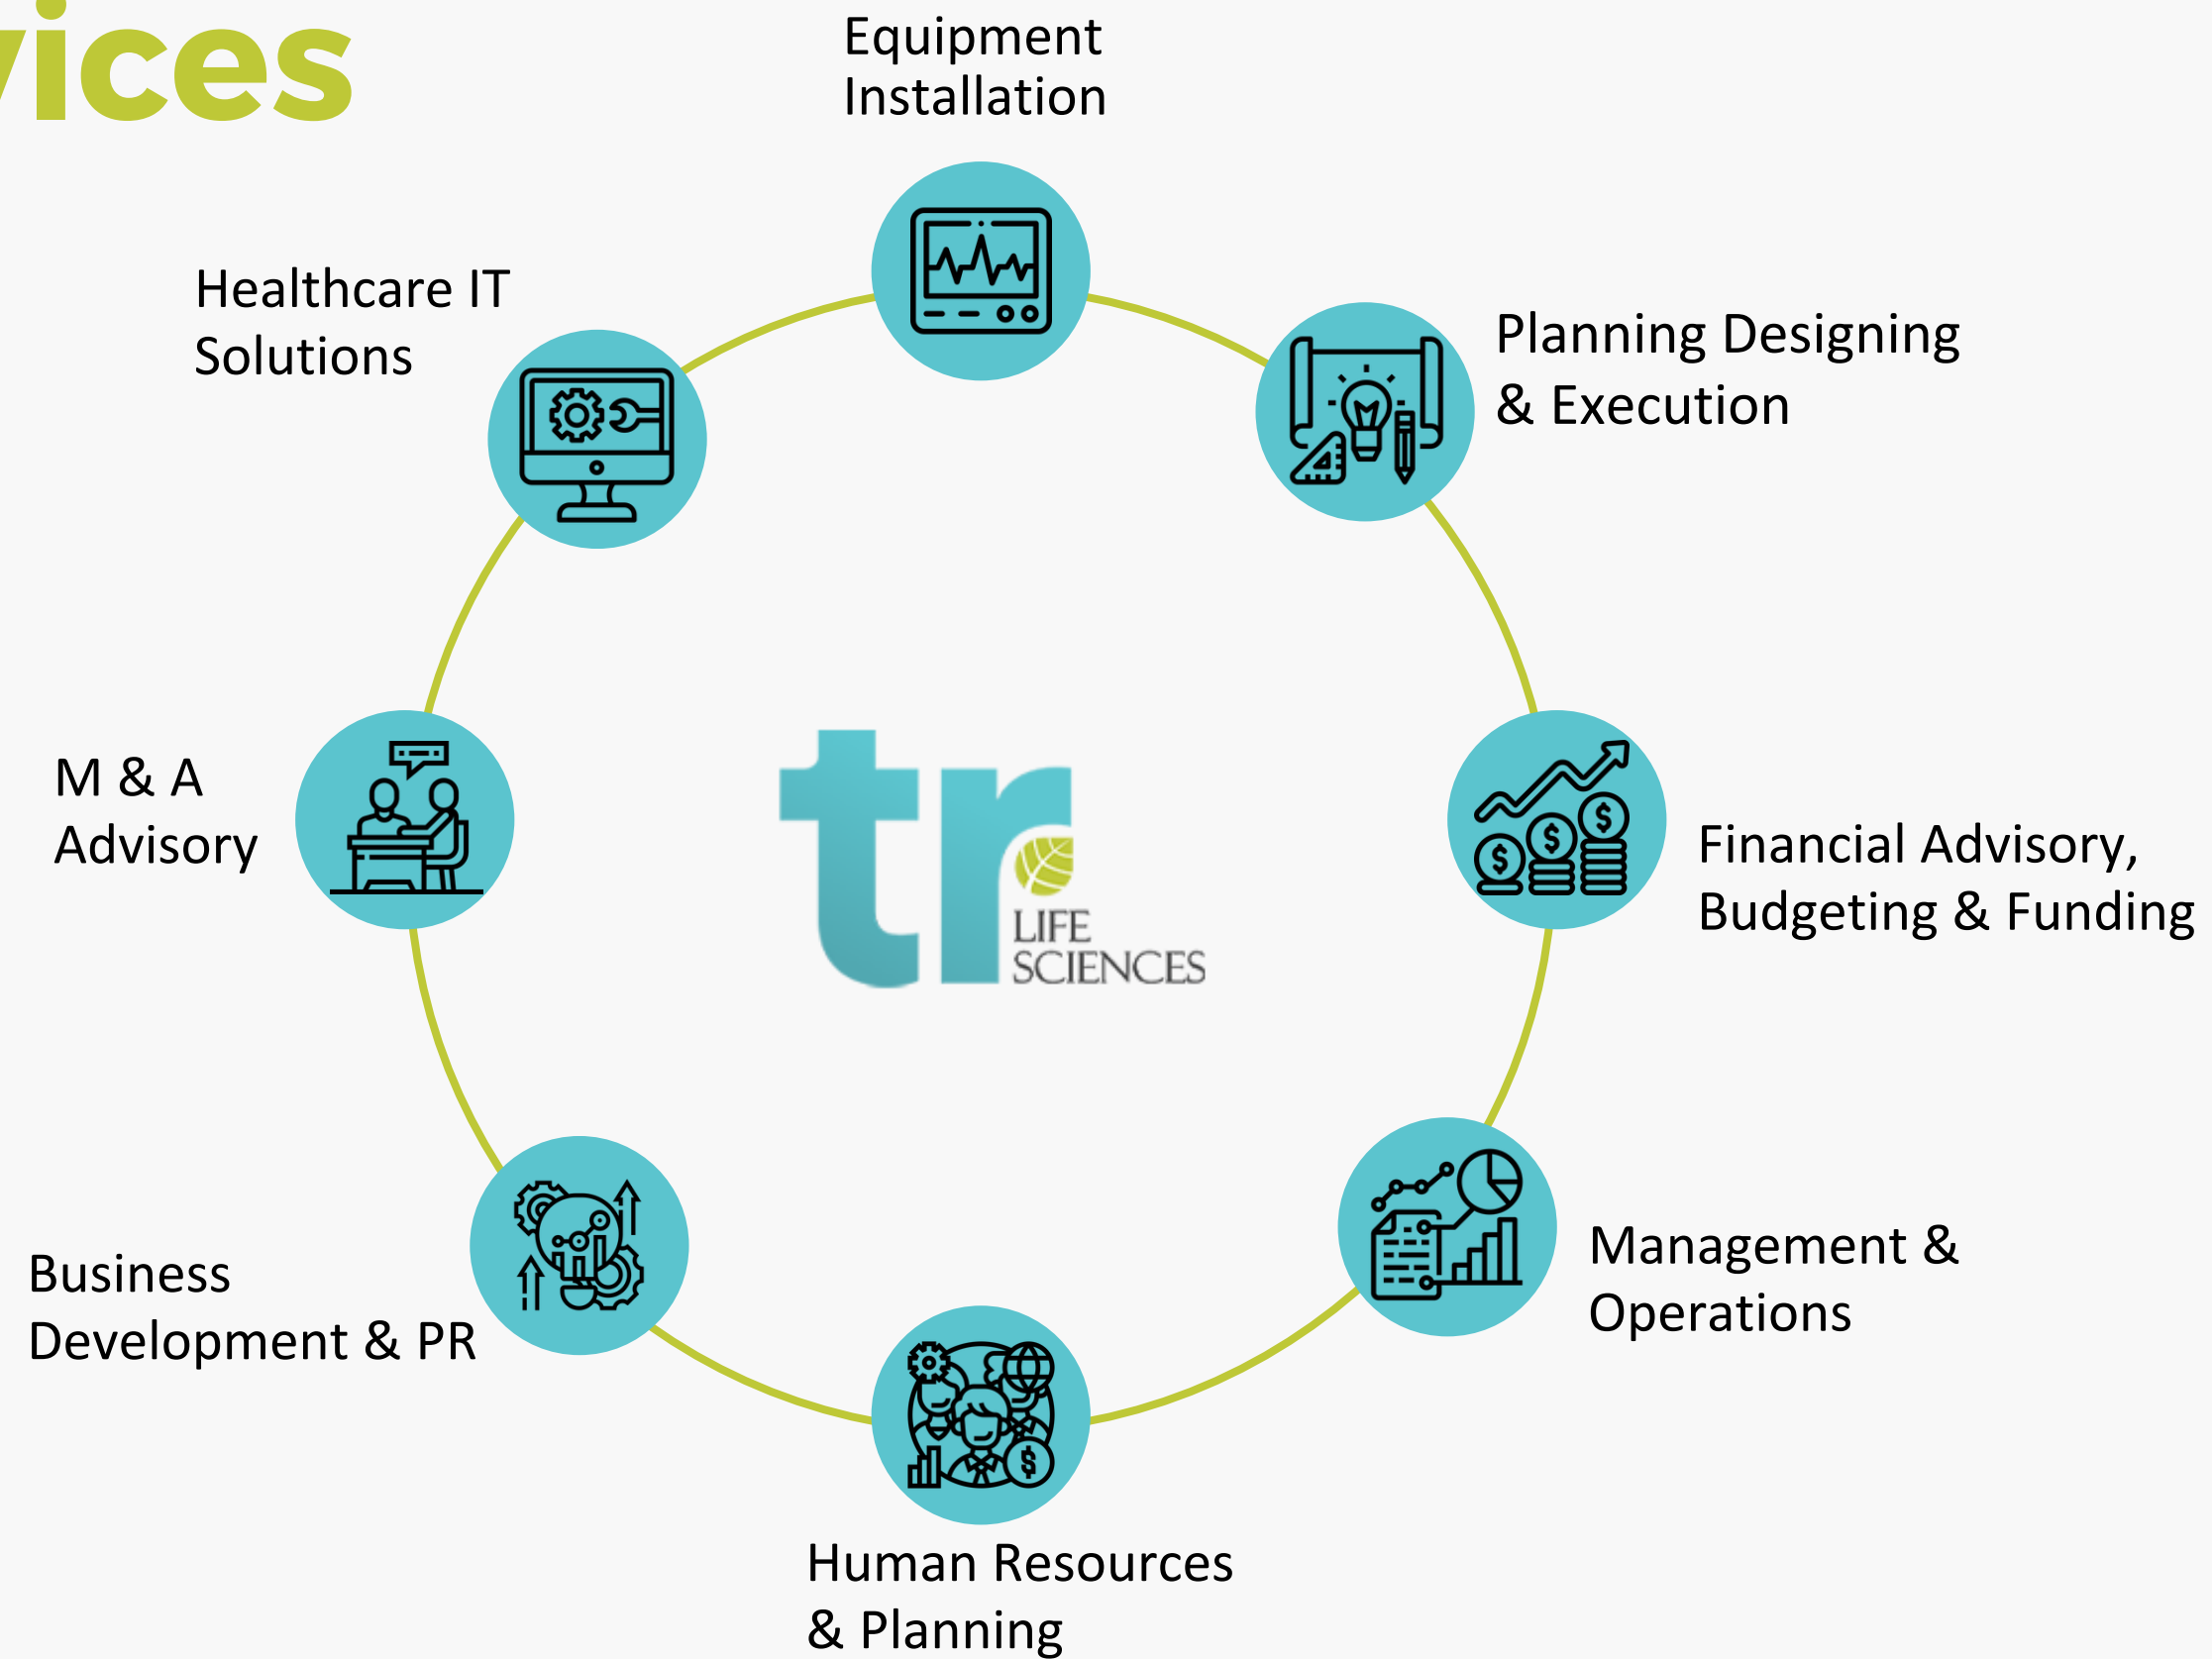 vices
Equipment
Installation
Healthcare IT
Solutions
Planning Designing
& Execution
M & A
Advisory
tr
LIFE
SCIENCES
Financial Advisory,
Budgeting & Funding
Business
Development & PR
Management &
Operations
Human Resources
& Planning